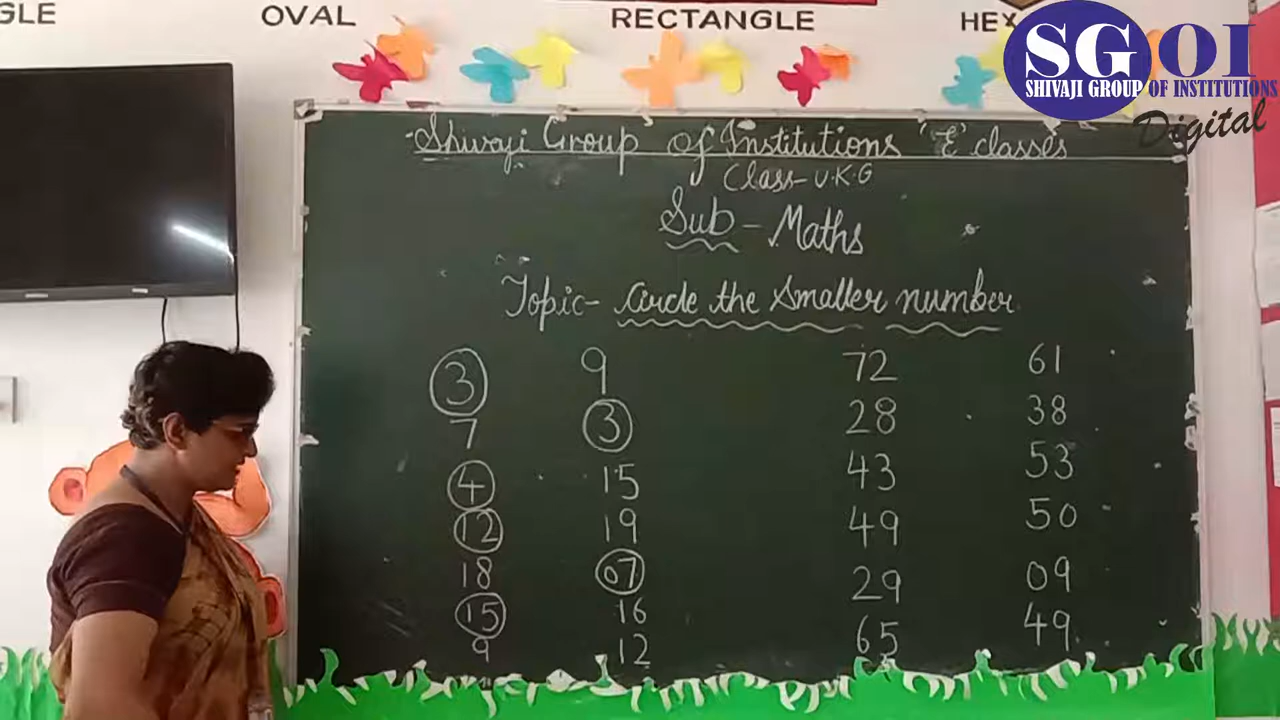 GLE OVAL RECTANGLE HEX
SGOI
SHIVAJI GROUP OF INSTITUTIONS
Digital
Shivaji Group of Institutions 'E' classes
Class- U.K.G
Sub - Maths
Topic- Circle the Smaller number
3 9 72 61
7 3 28 38
4 15 43 53
12 19 49 50
18 07 29 09
15 16 65 49
9 12